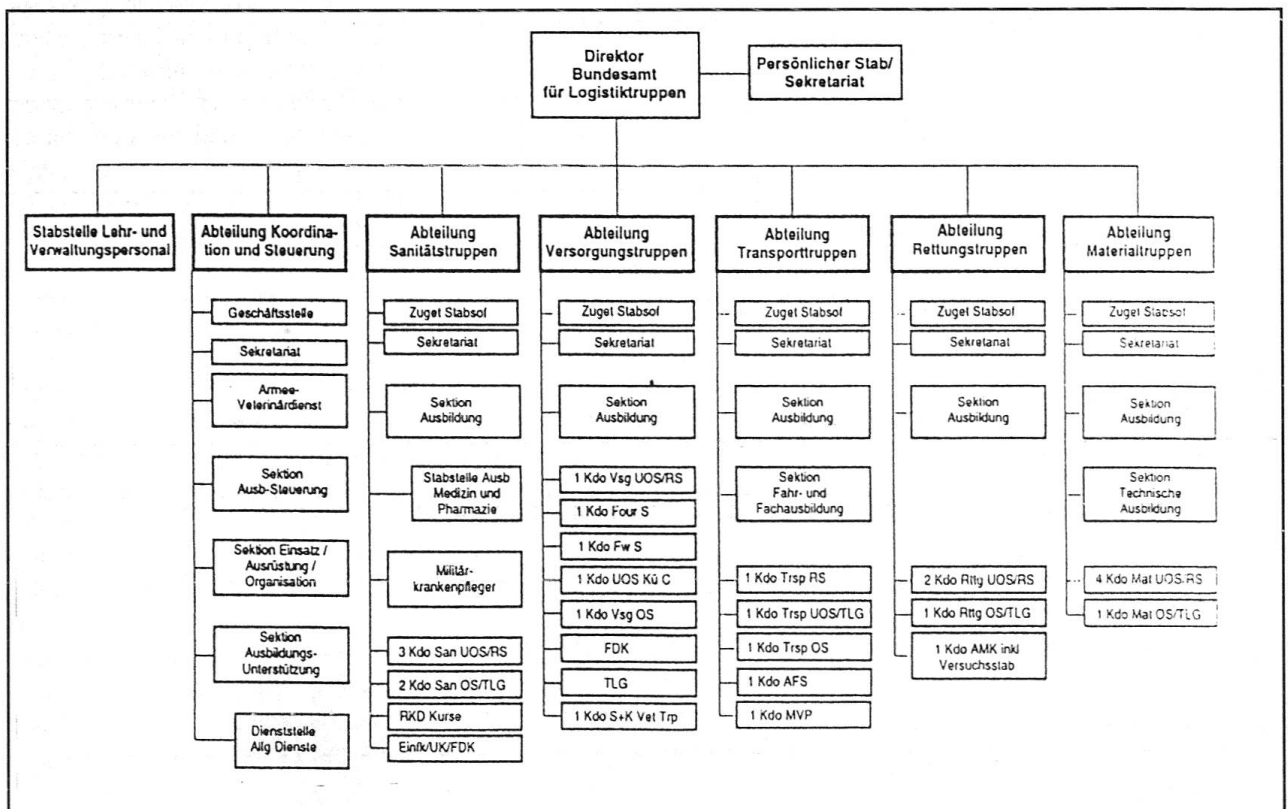 Direktor
Bundesamt
für Logistiktruppen
Persönlicher Stab/
Sekretariat
Stabstelle Lehr- und
Verwaltungspersonal
Abteilung Koordina-
tion und Steuerung
Geschäftsstelle
Sekretariat
Armee-
Veterinärdienst
Sektion
Ausb-Steuerung
Sektion Einsatz /
Ausrüstung /
Organisation
Sektion
Ausbildungs-
Unterstützung
Dienststelle
Allg Dienste
Abteilung
Sanitätstruppen
Zuget Stabsof
Sekretariat
Sektion
Ausbildung
Stabstelle Ausb
Medizin und
Pharmazie
Militär-
krankenpfleger
3 Kdo San UOS/RS
2 Kdo San OS/TLG
RKD Kurse
Einfk/UK/FDK
Abteilung
Versorgungstruppen
Zuget Stabsof
Sekretariat
Sektion
Ausbildung
1 Kdo Vsg UOS/RS
1 Kdo Four S
1 Kdo Fw S
1 Kdo UOS Kü C
1 Kdo Vsg OS
FDK
TLG
1 Kdo S+K Vet Trp
Abteilung
Transporttruppen
Zuget Stabsof
Sekretariat
Sektion
Ausbildung
Sektion
Fahr- und
Fachausbildung
1 Kdo Trsp RS
1 Kdo Trsp UOS/TLG
1 Kdo Trsp OS
1 Kdo AFS
1 Kdo MVP
Abteilung
Rettungstruppen
Zuget Stabsof
Sekretariat
Sektion
Ausbildung
2 Kdo Rttg UOS/RS
1 Kdo Rttg OS/TLG
1 Kdo AMK inkl
Versuchsstab
Abteilung
Materialtruppen
Zuget Stabsof
Sekretariat
Sektion
Ausbildung
Sektion
Technische
Ausbildung
4 Kdo Mat UOS/RS
1 Kdo Mat OS/TLG